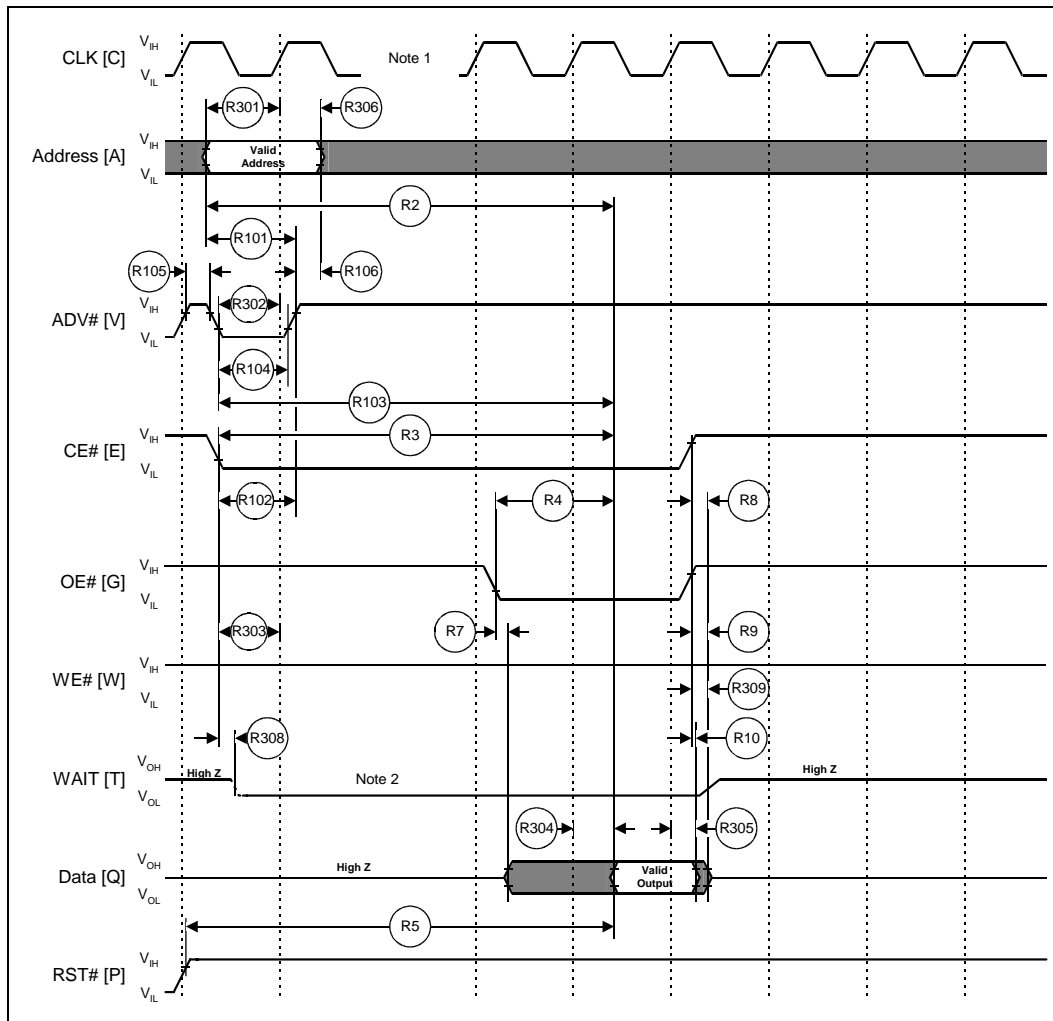 V_IH
CLK [C]
Note 1
V_IL
R301
R306
V_IH
Address [A]
Valid
Address
V_IL
R2
R101
R105
R106
V_IH
R302
ADV# [V]
V_IL
R104
R103
V_IH
R3
CE# [E]
V_IL
R102
R4
R8
V_IH
OE# [G]
V_IL
R303
R7
R9
V_IH
WE# [W]
V_IL
R309
R308
R10
V_OH
High Z
High Z
WAIT [T]
Note 2
V_OL
R304
R305
V_OH
High Z
Data [Q]
Valid
Output
V_OL
R5
V_IH
RST# [P]
V_IL